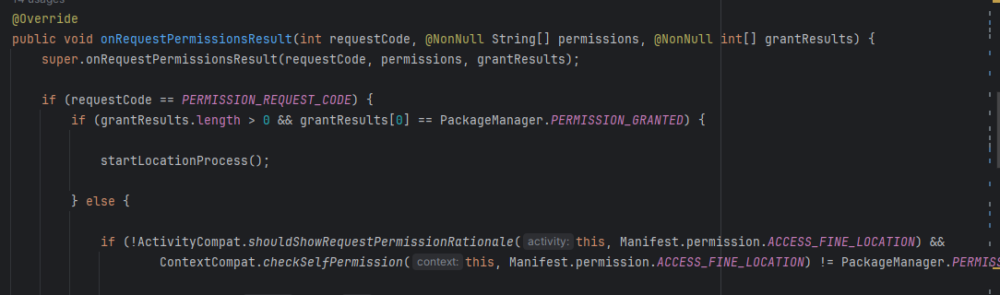 14 usages
@Override
public void onRequestPermissionsResult(int requestCode, @NonNull String[] permissions, @NonNull int[] grantResults) {
super.onRequestPermissionsResult(requestCode, permissions, grantResults);
if (requestCode == PERMISSION_REQUEST_CODE) {
if (grantResults.length > 0 && grantResults[0] == PackageManager.PERMISSION_GRANTED) {
startLocationProcess();
} else {
if (!ActivityCompat.shouldShowRequestPermissionRationale( activity: this, Manifest.permission.ACCESS_FINE_LOCATION) &&
ContextCompat.checkSelfPermission( context: this, Manifest.permission.ACCESS_FINE_LOCATION) != PackageManager.PERMISS